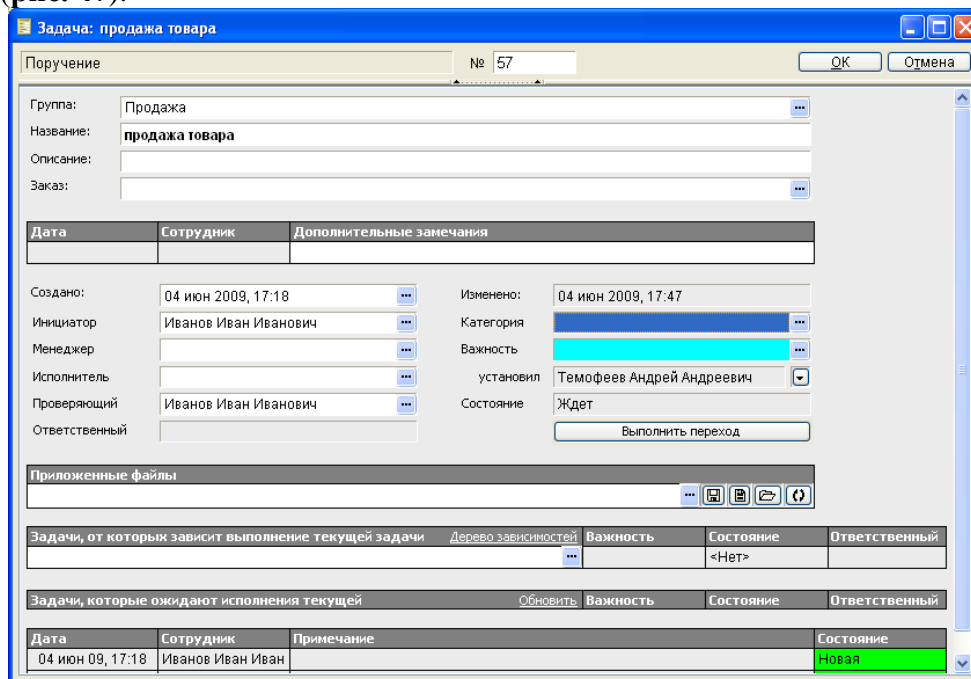 Задача: продажа товара
Поручение № 57 OK Отмена
Группа: Продажа
Название: продажа товара
Описание:
Заказ:
Дата Сотрудник Дополнительные замечания
Создано: 04 июн 2009, 17:18 Изменено: 04 июн 2009, 17:47
Инициатор Иванов Иван Иванович Категория
Менеджер Важность
Исполнитель установил Темофеев Андрей Андреевич
Проверяющий Иванов Иван Иванович Состояние Ждет
Ответственный Выполнить переход
Приложенные файлы
Задачи, от которых зависит выполнение текущей задачи Дерево зависимостей Важность Состояние Ответственный
<Нет>
Задачи, которые ожидают исполнения текущей Обновить Важность Состояние Ответственный
Дата Сотрудник Примечание Состояние
04 июн 09, 17:18 Иванов Иван Иван Новая